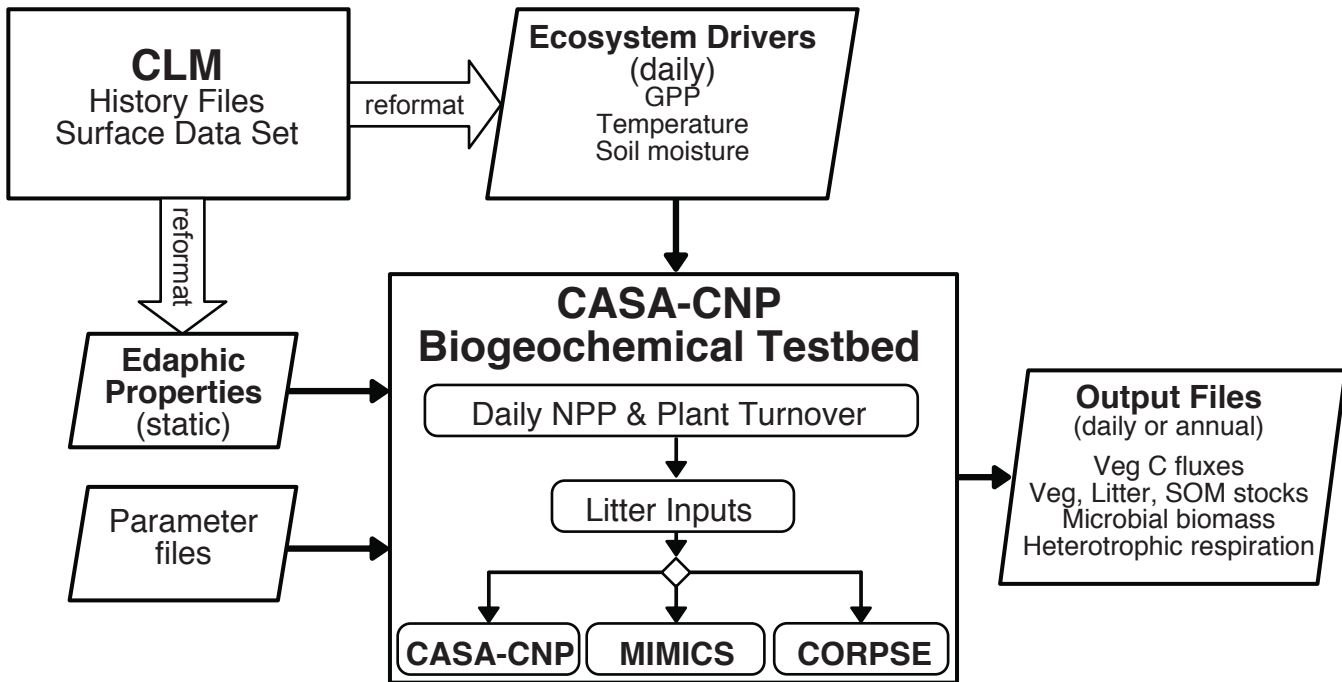 CLM
History Files
Surface Data Set
reformat
Ecosystem Drivers
(daily)
GPP
Temperature
Soil moisture
reformat
Edaphic
Properties
(static)
Parameter
files
CASA-CNP
Biogeochemical Testbed
Daily NPP & Plant Turnover
Litter Inputs
CASA-CNP
MIMICS
CORPSE
Output Files
(daily or annual)
Veg C fluxes
Veg, Litter, SOM stocks
Microbial biomass
Heterotrophic respiration